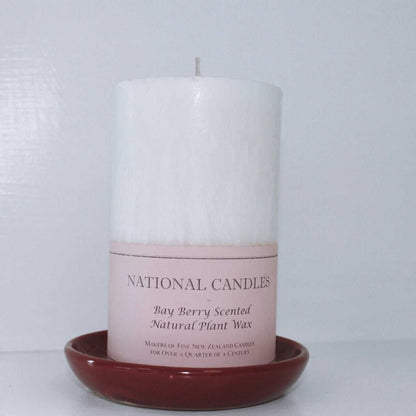 NATIONAL CANDLES
Bay Berry Scented
Natural Plant Wax
MAKERS OF FINE NEW ZEALAND CANDLES
FOR OVER A QUARTER OF A CENTURY